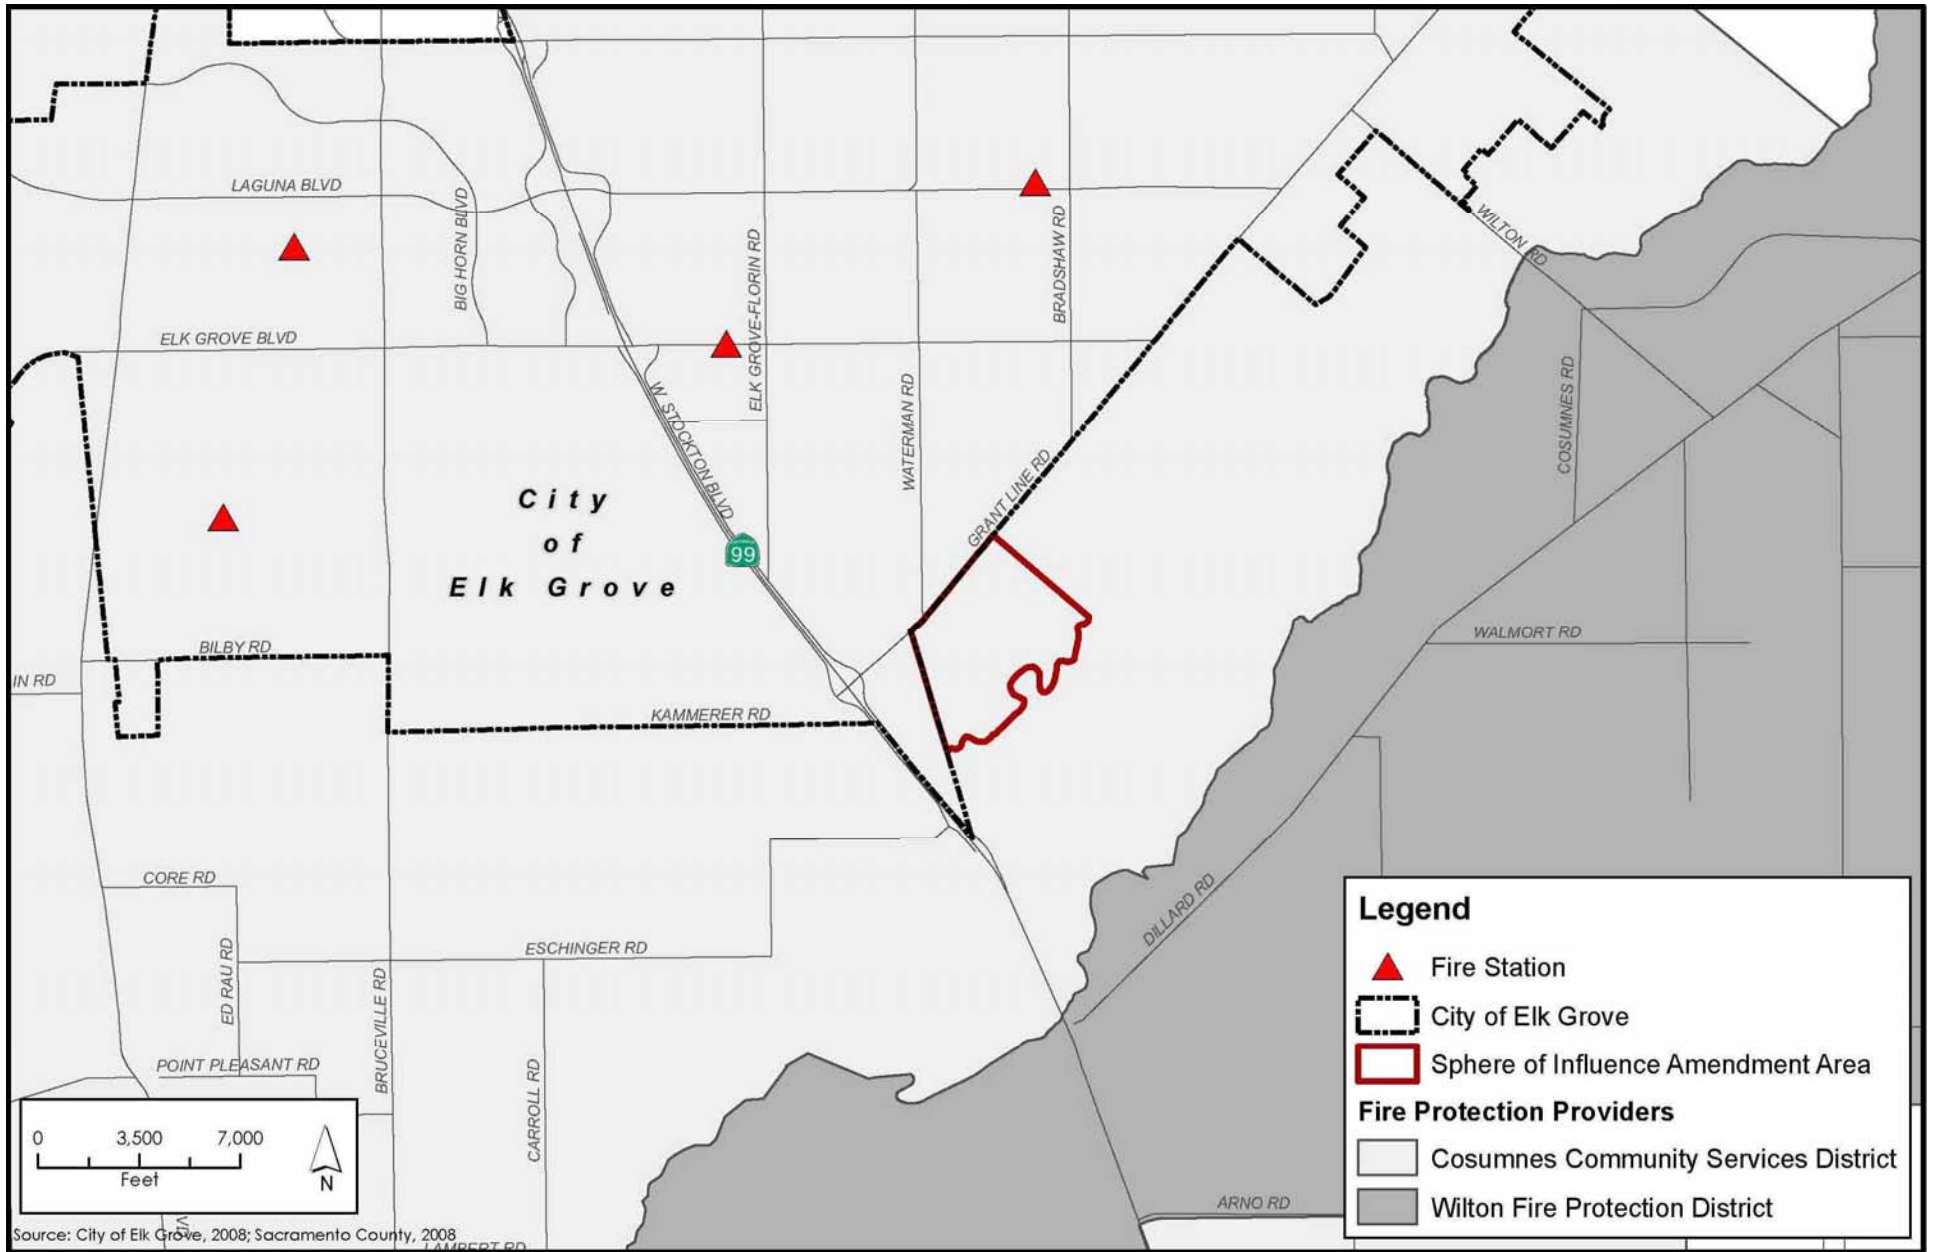 LAGUNA BLVD
BIG HORN BLVD
ELK GROVE-FLORIN RD
BRADSHAW RD
WILTON RD
ELK GROVE BLVD
W. STOCKTON BLVD
WATERMAN RD
COSUMNES RD
GRANT LINE RD
City
of
Elk Grove
99
BILBY RD
IN RD
KAMMERER RD
WALMORT RD
CORE RD
ED RAU RD
ESCHINGER RD
BRUCEVILLE RD
DILLARD RD
POINT PLEASANT RD
CARROLL RD
ARNO RD
LAMBERT RD
Legend
Fire Station
City of Elk Grove
Sphere of Influence Amendment Area
Fire Protection Providers
Cosumnes Community Services District
Wilton Fire Protection District
0 3,500 7,000
Feet
N
Source: City of Elk Grove, 2008; Sacramento County, 2008